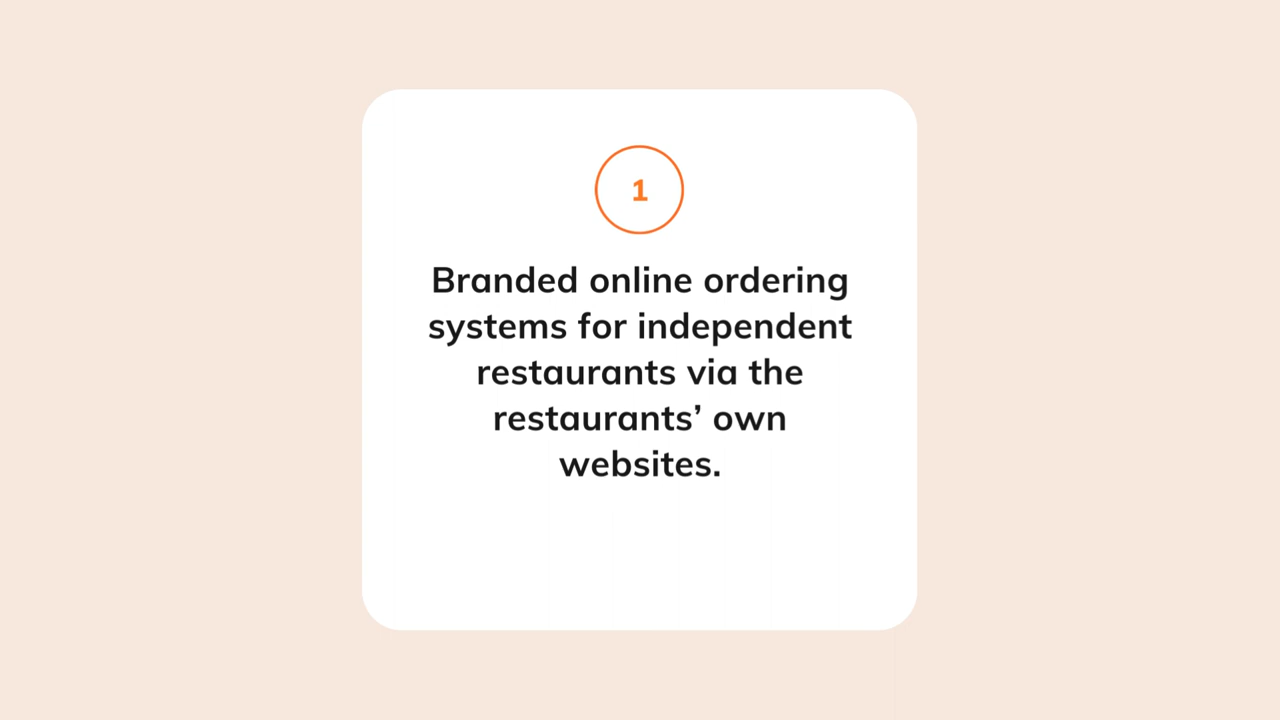 1
Branded online ordering
systems for independent
restaurants via the
restaurants’ own
websites.